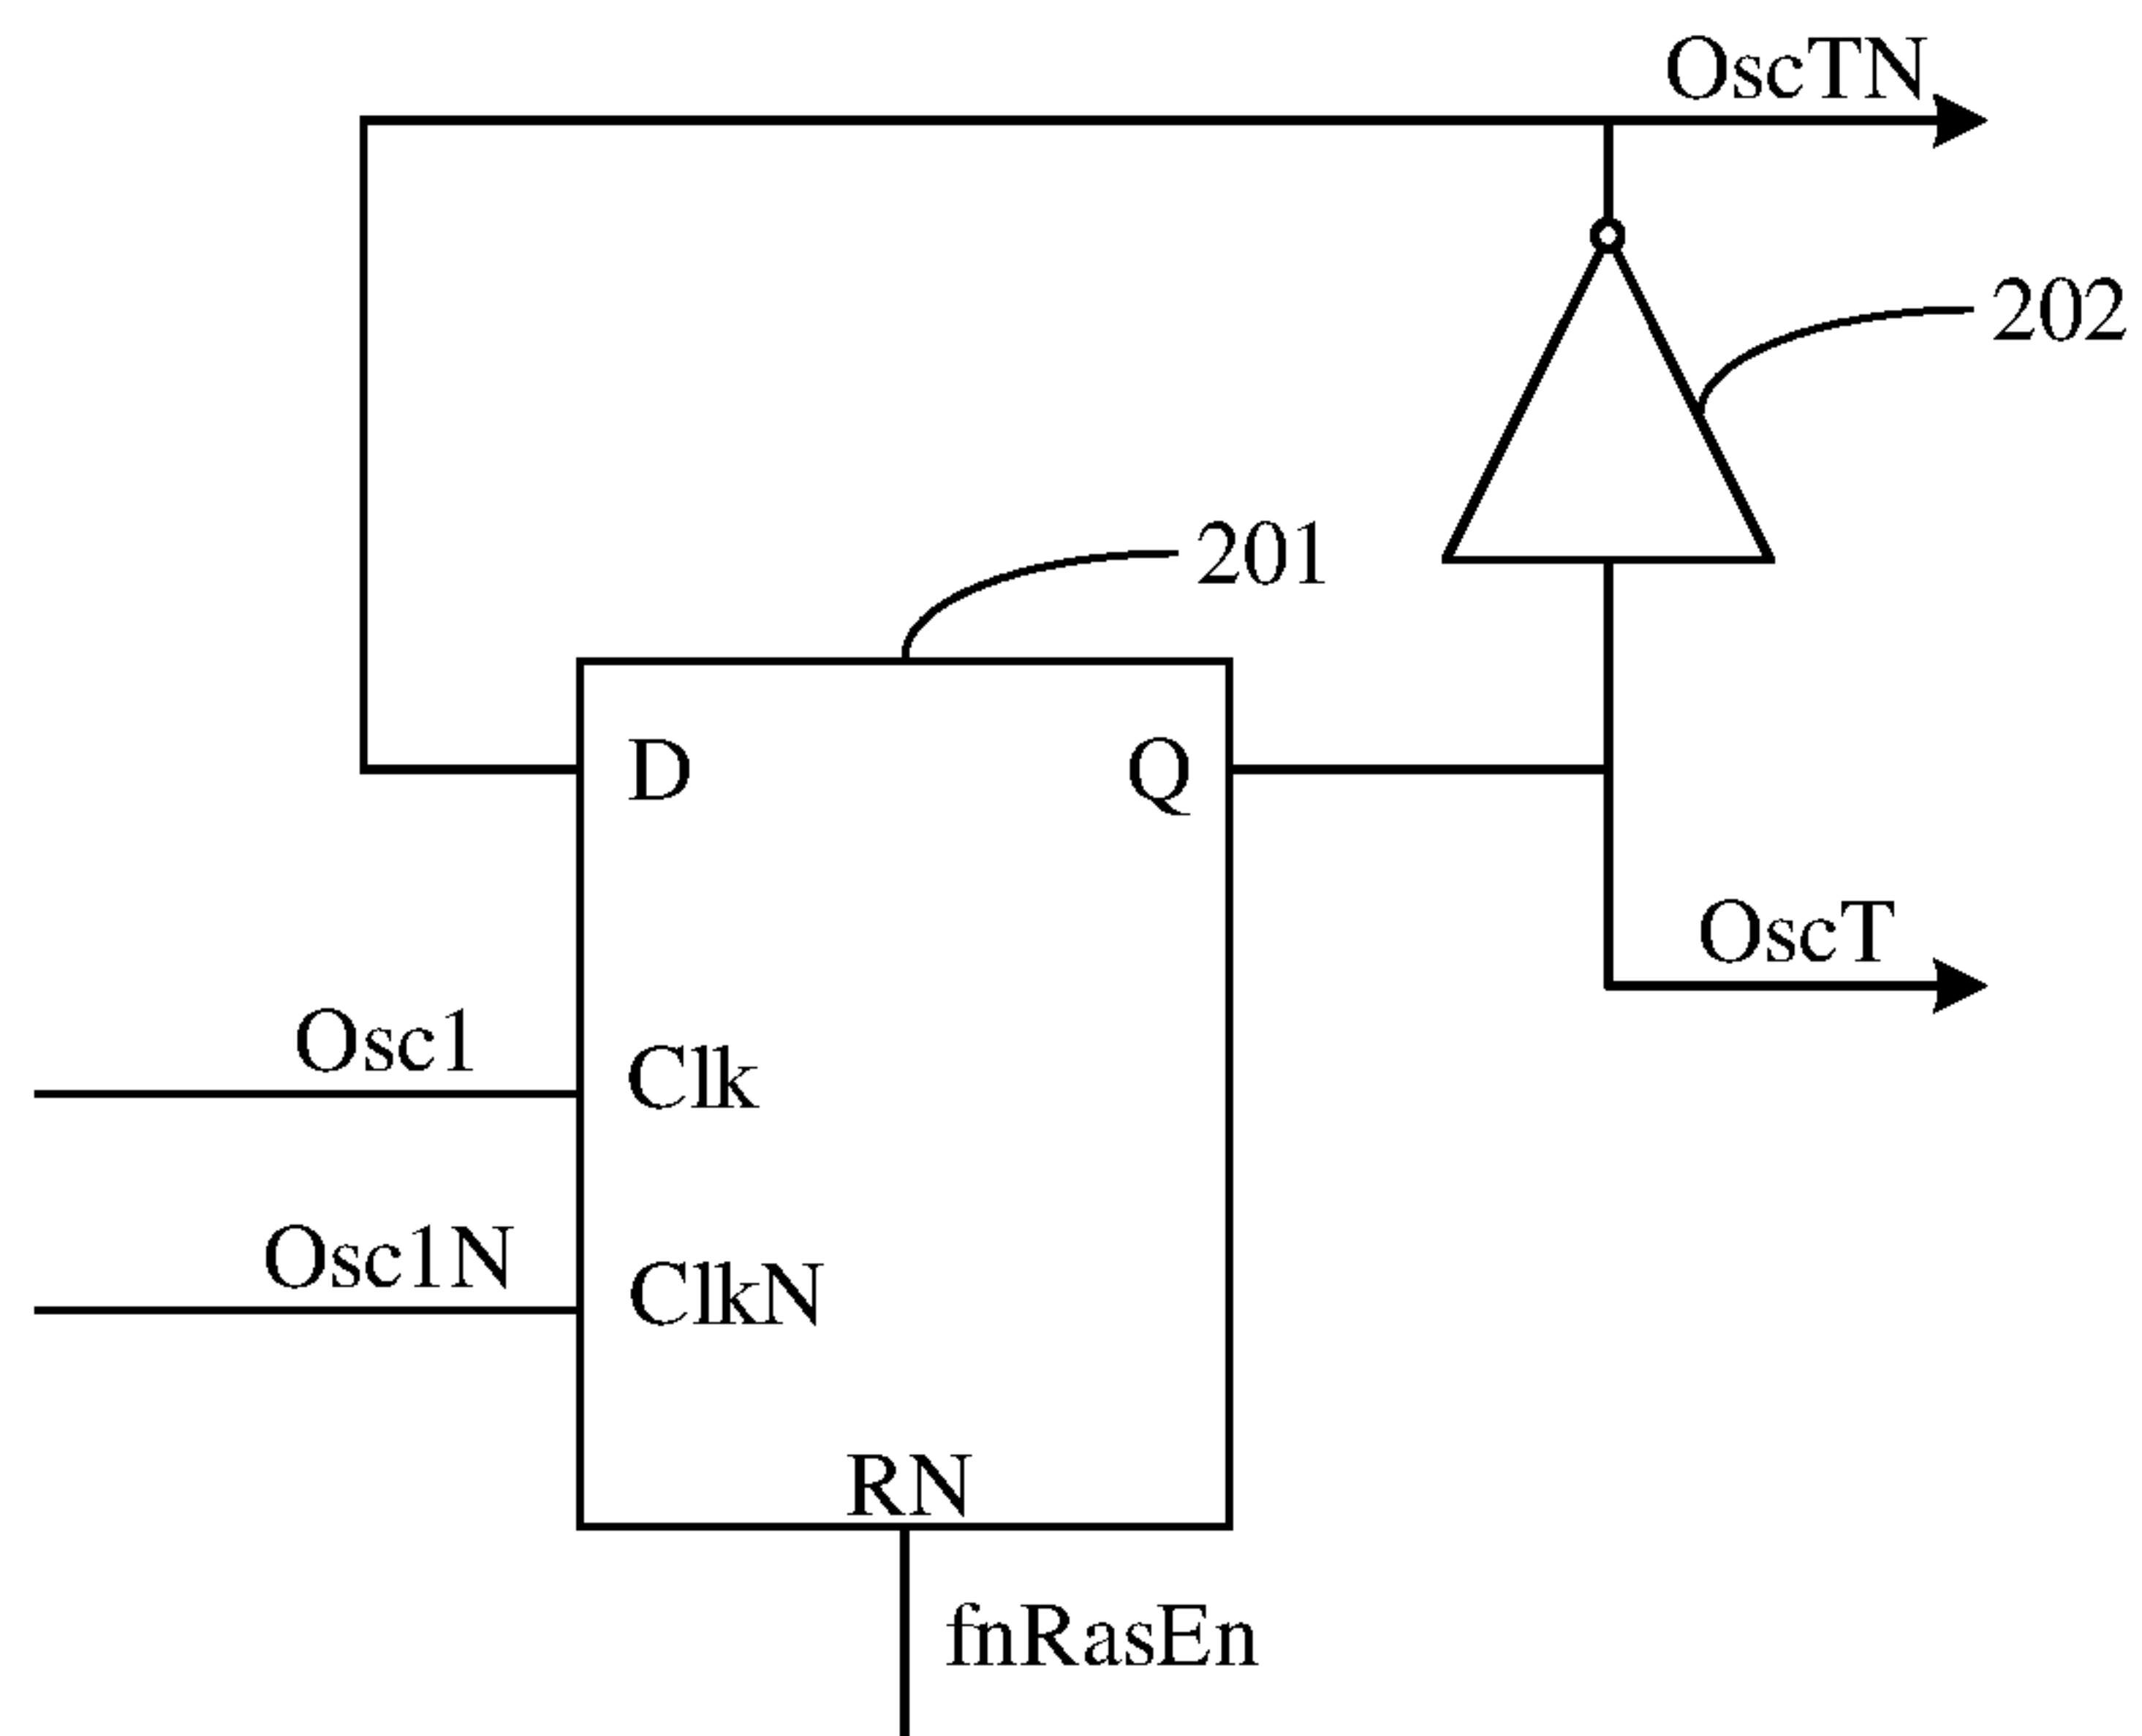 OscTN
202
201
D
Q
OscT
Osc1
Clk
Osc1N
ClkN
RN
fnRasEn